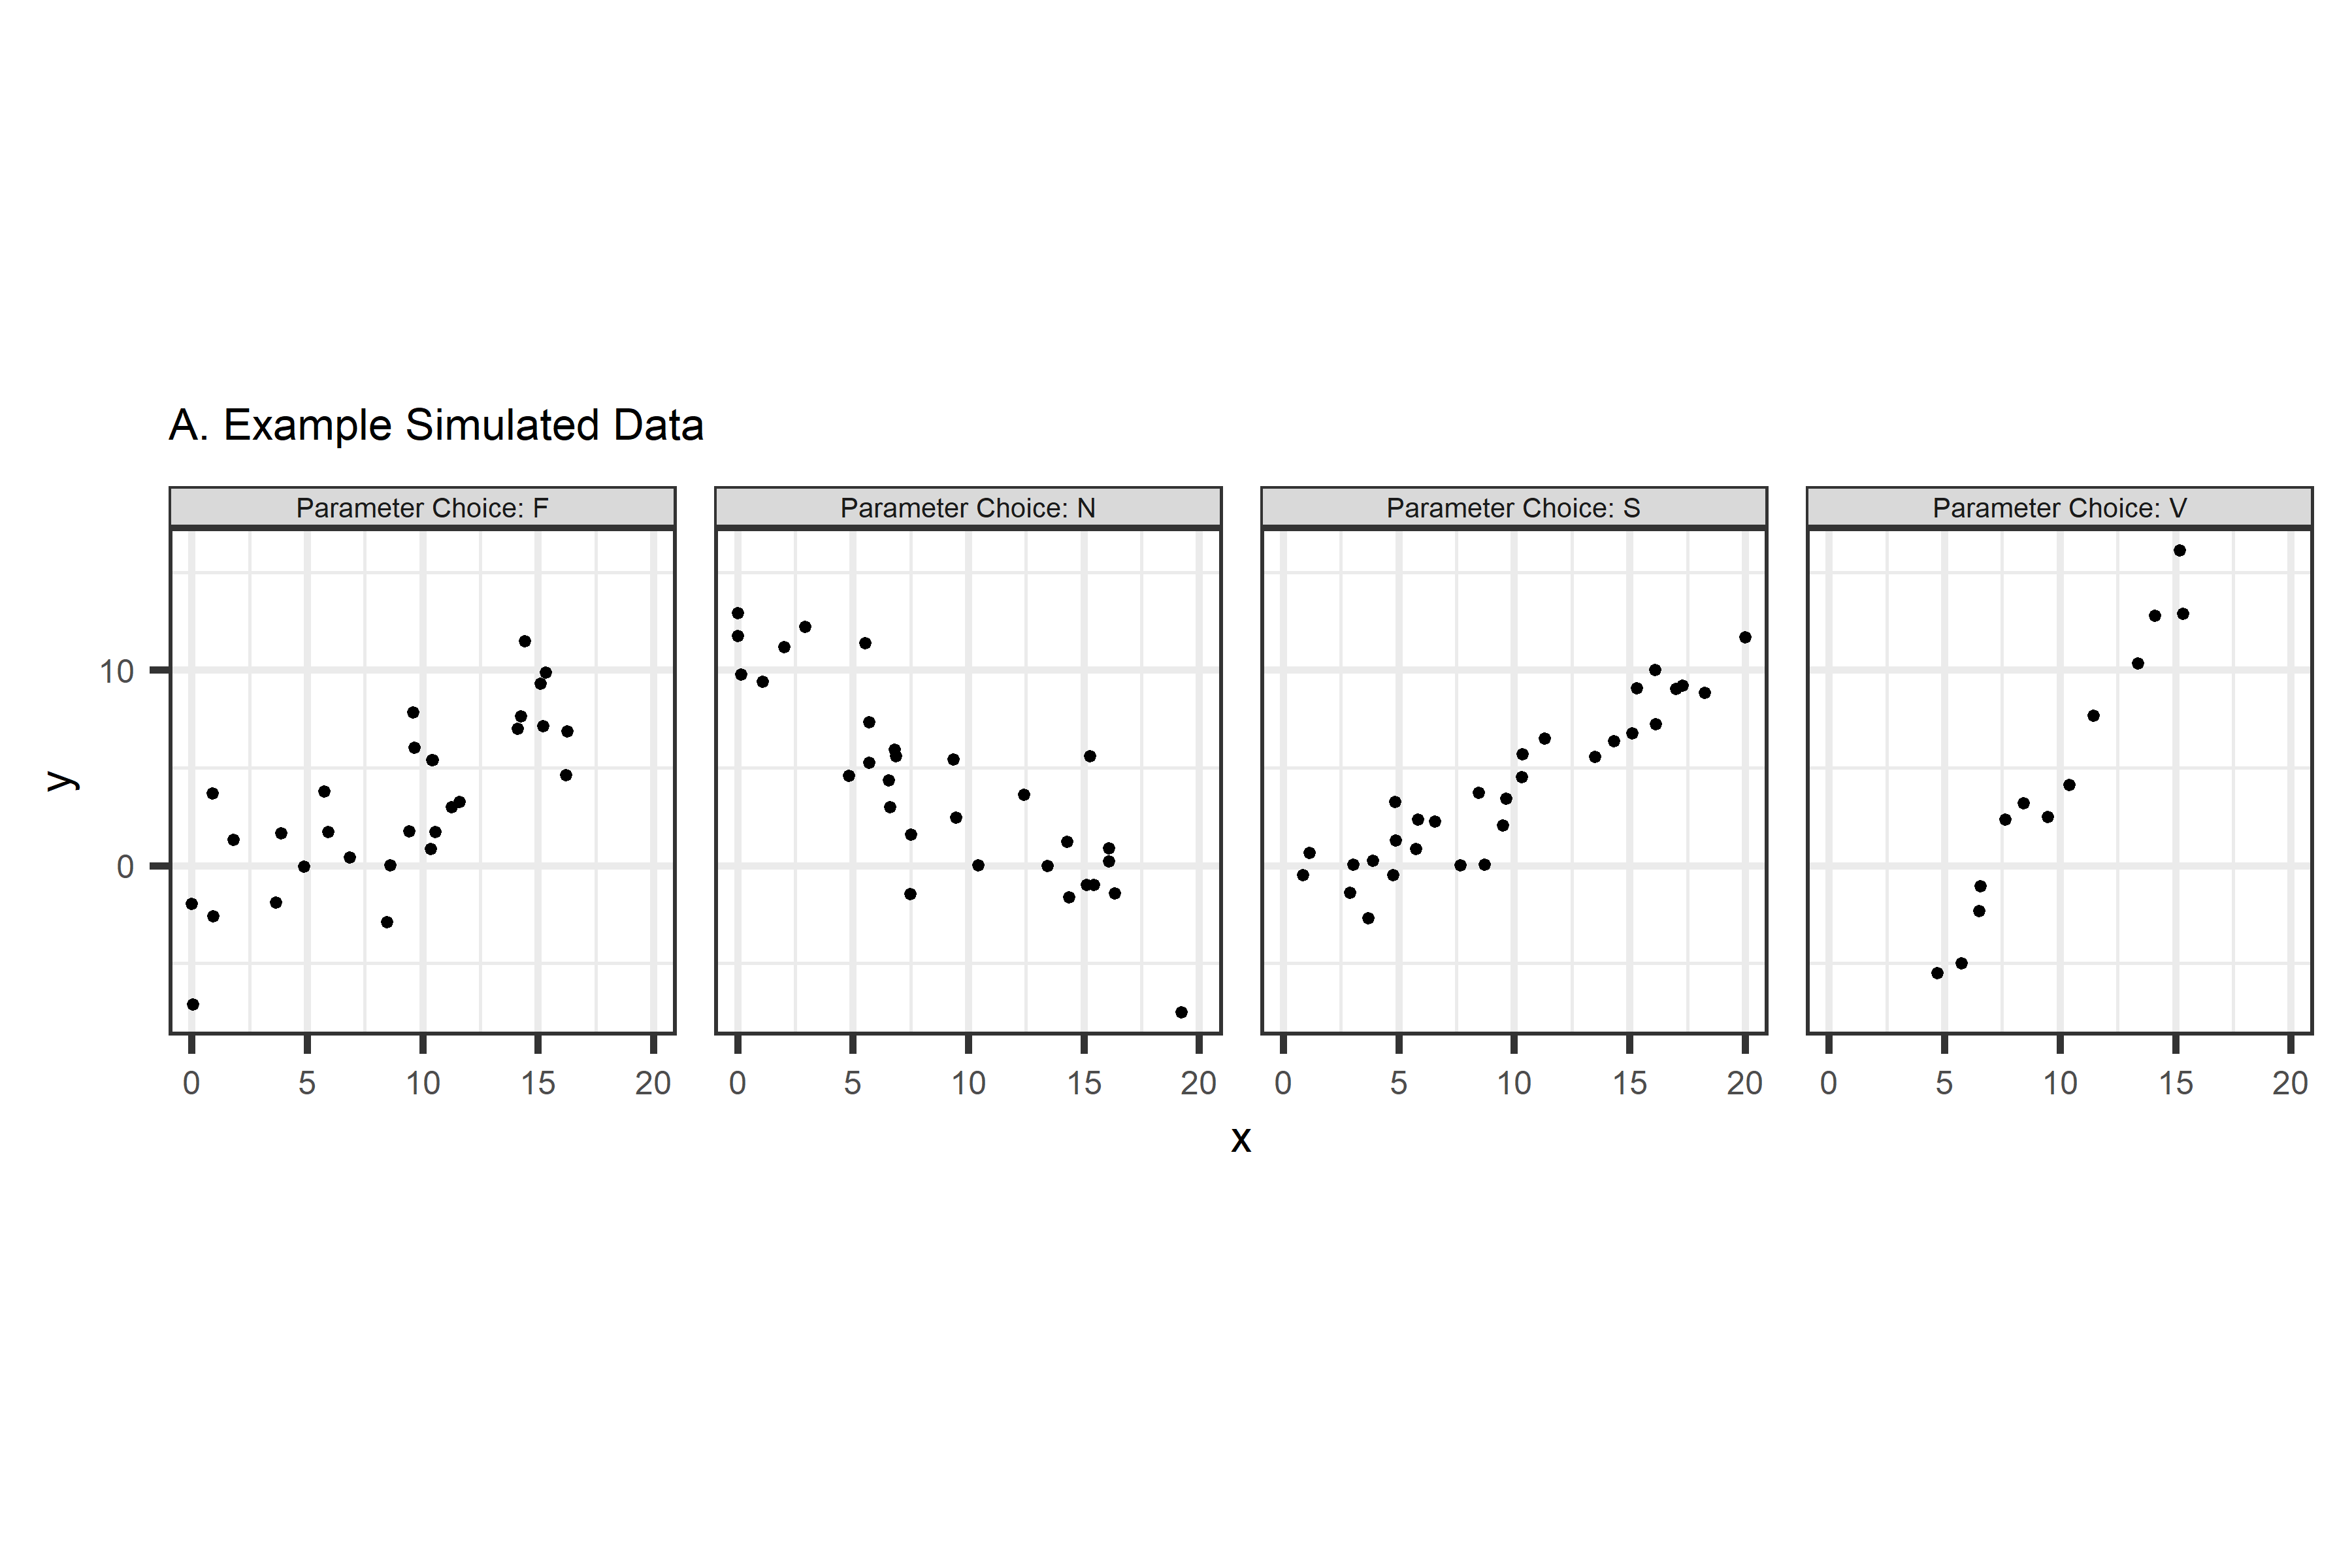 A. Example Simulated Data
Parameter Choice: F
Parameter Choice: N
Parameter Choice: S
Parameter Choice: V
10
0
y
0 5 10 15 20
0 5 10 15 20
0 5 10 15 20
0 5 10 15 20
x